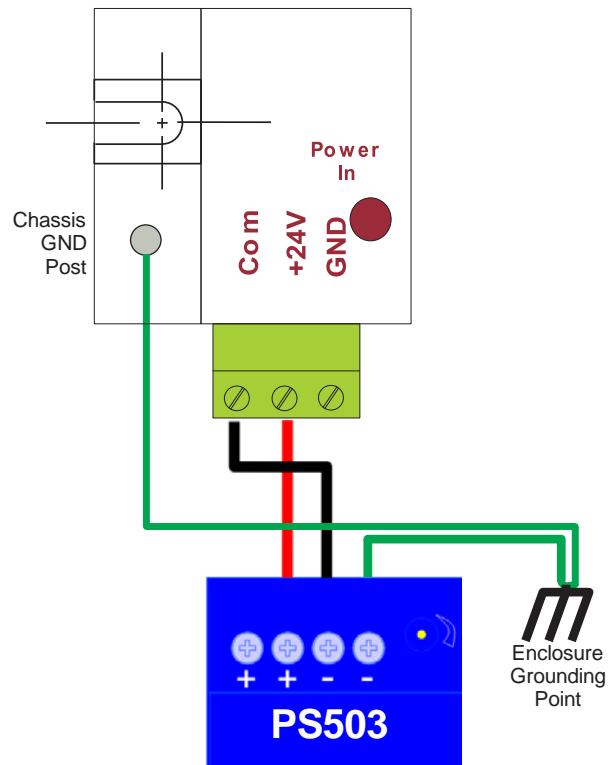 Power
In
Chassis
GND
Post
Com
+24V
GND
+ + - -
PS503
Enclosure
Grounding
Point